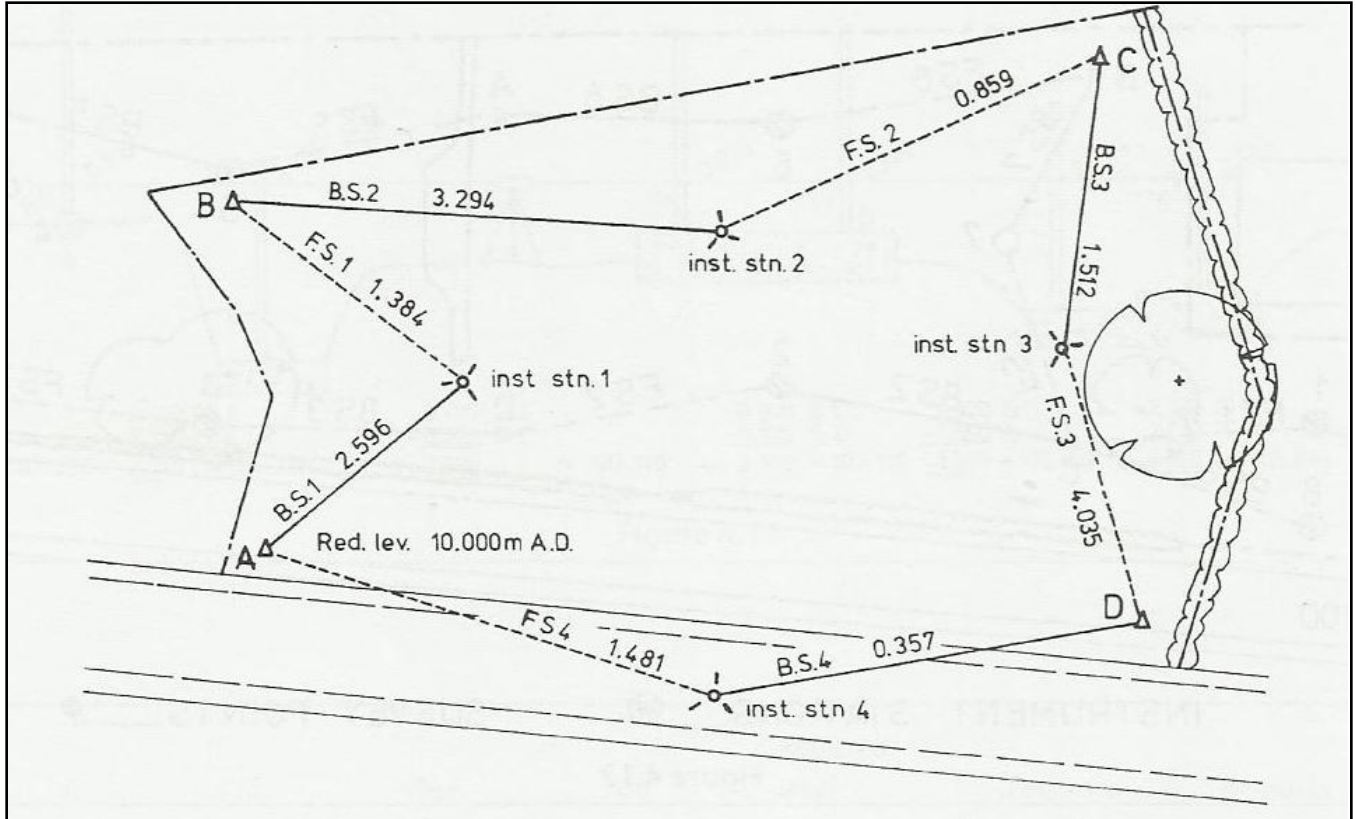 C
0.859
F.S. 2
B.S.3
1.512
B
B.S.2 3.294
inst. stn. 2
F.S.1
1.384
inst. stn 3
inst stn. 1
F.S.3
4.035
B.S.1 2.596
A
Red. lev. 10.000m A.D.
D
F.S4 1.481
B.S.4 0.357
inst. stn 4